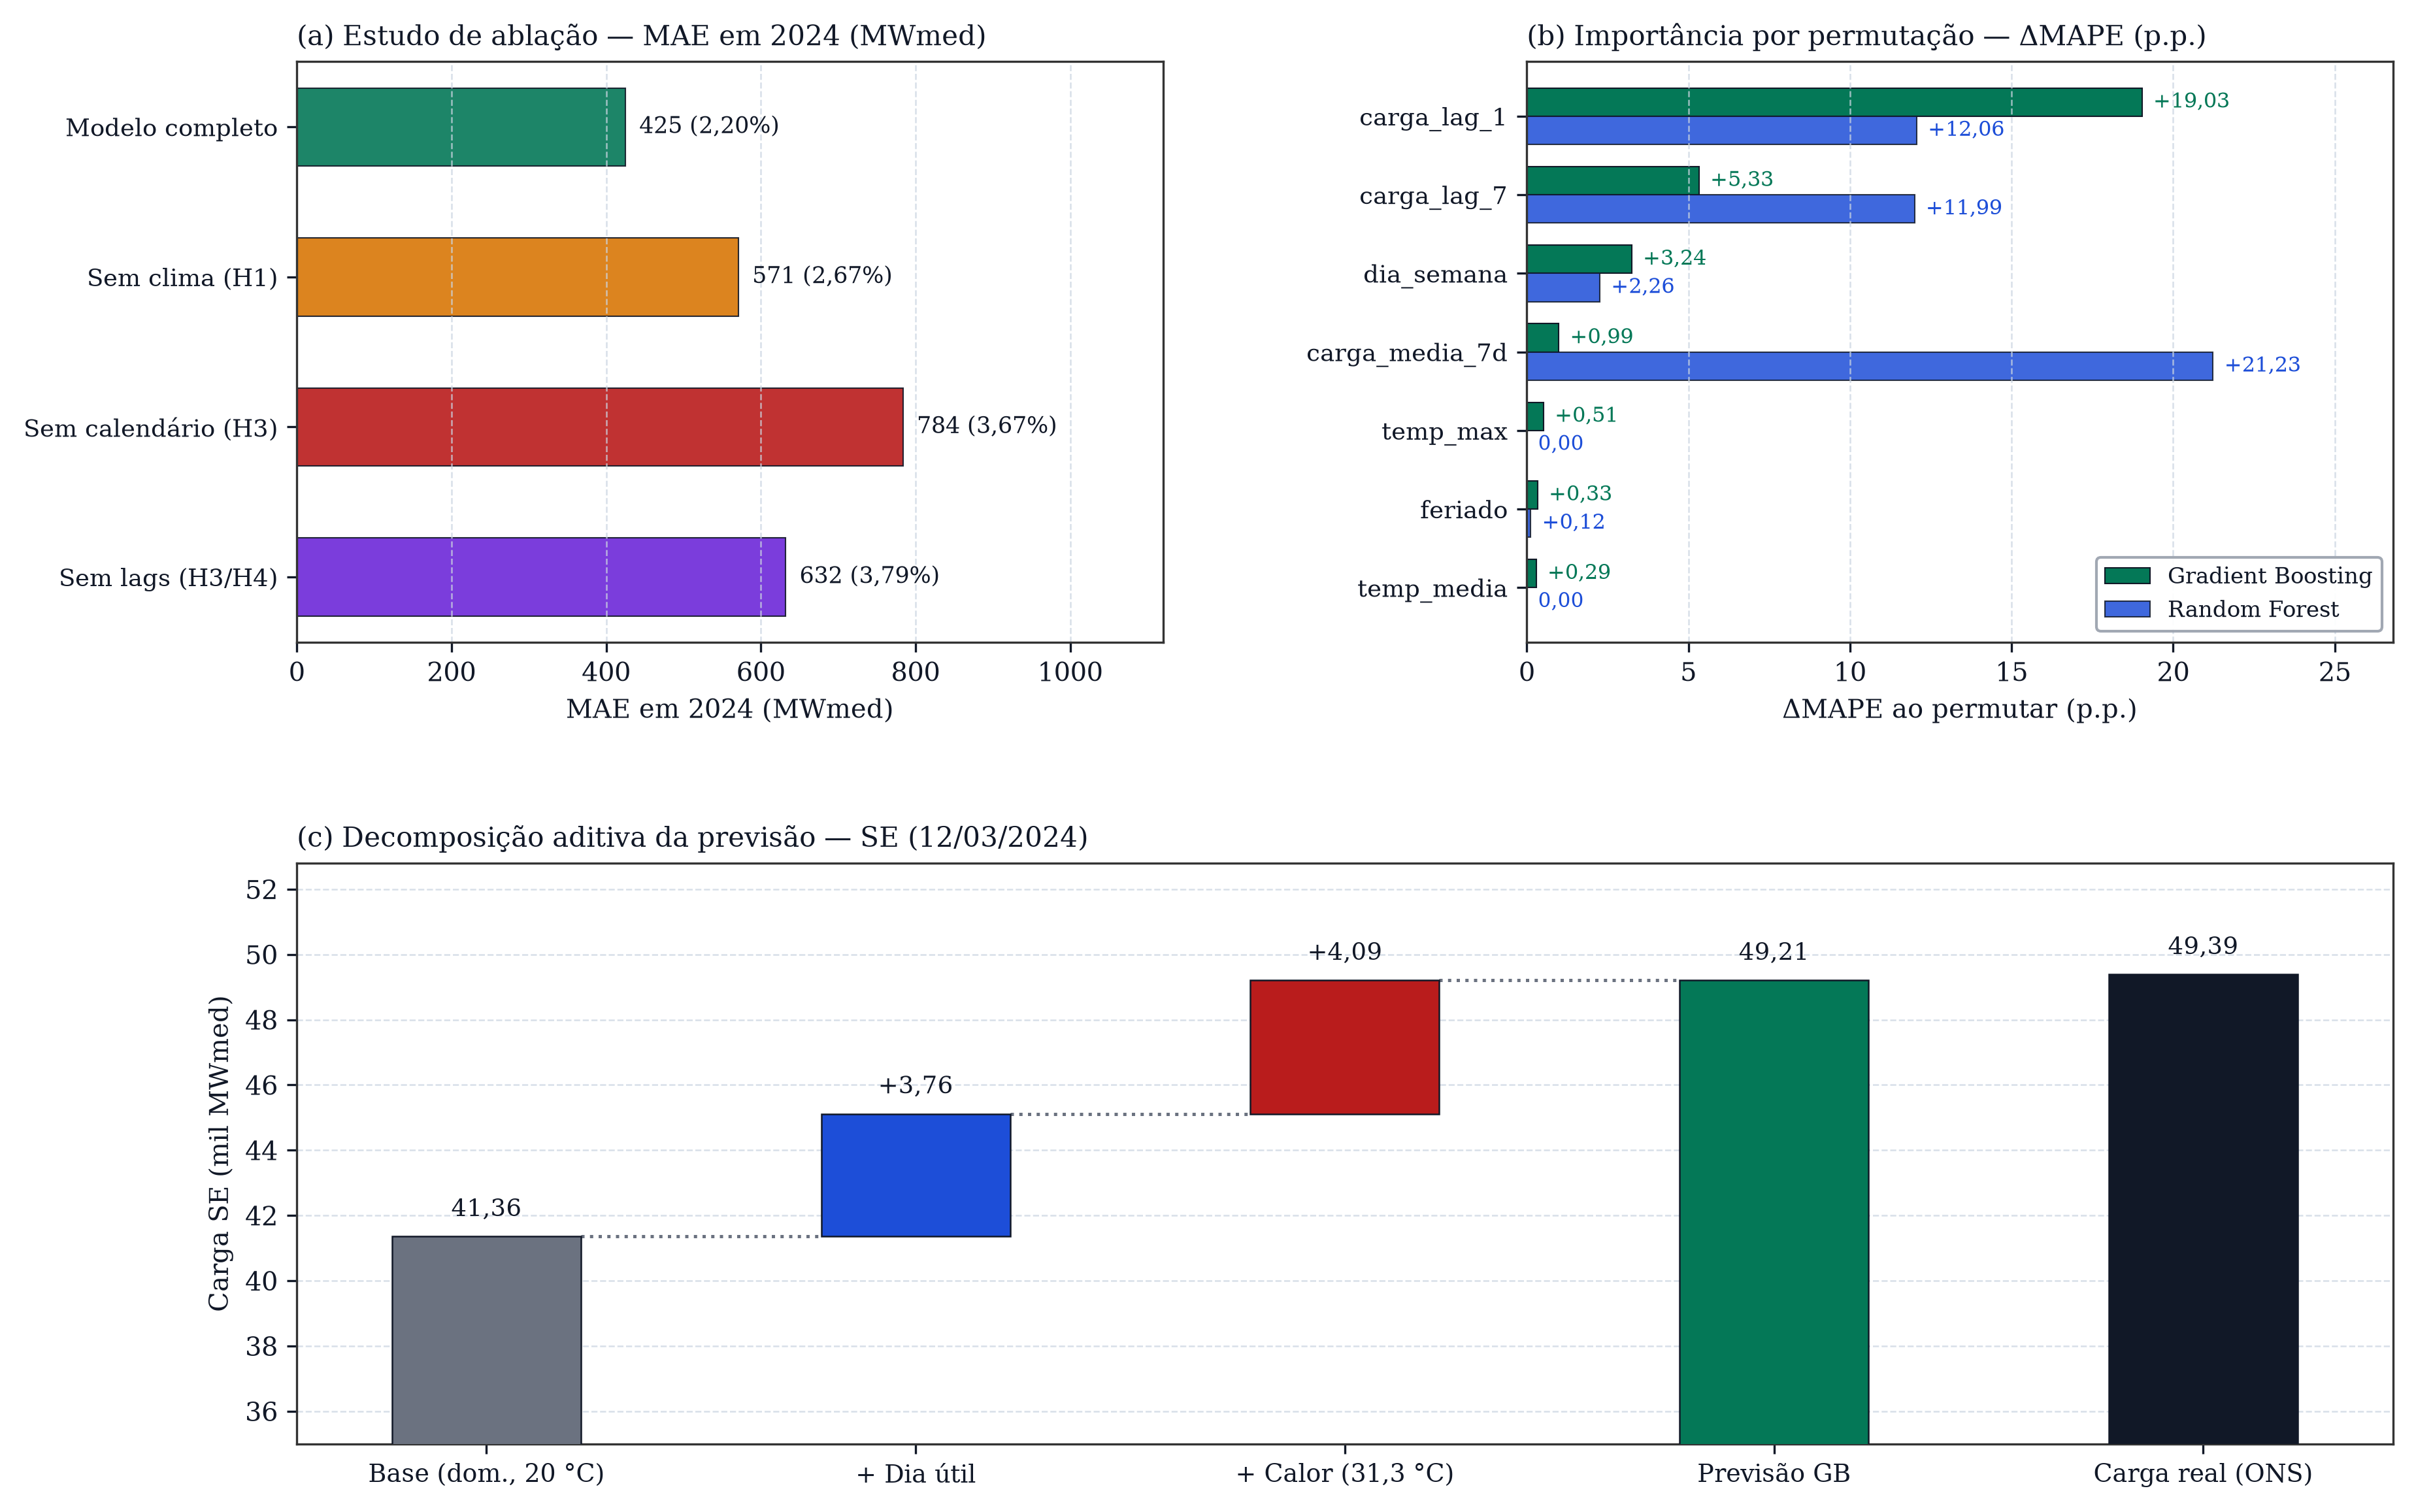 (a) Estudo de ablação — MAE em 2024 (MWmed)
Modelo completo
425 (2,20%)
Sem clima (H1)
571 (2,67%)
Sem calendário (H3)
784 (3,67%)
Sem lags (H3/H4)
632 (3,79%)
0 200 400 600 800 1000
MAE em 2024 (MWmed)
(b) Importância por permutação — ΔMAPE (p.p.)
carga_lag_1
+19,03
+12,06
carga_lag_7
+5,33
+11,99
dia_semana
+3,24
+2,26
carga_media_7d
+0,99
+21,23
temp_max
+0,51
0,00
feriado
+0,33
+0,12
temp_media
+0,29
0,00
Gradient Boosting
Random Forest
0 5 10 15 20 25
ΔMAPE ao permutar (p.p.)
(c) Decomposição aditiva da previsão — SE (12/03/2024)
Carga SE (mil MWmed)
52
50
48
46
44
42
40
38
36
41,36
+3,76
+4,09
49,21
49,39
Base (dom., 20 °C)
+ Dia útil
+ Calor (31,3 °C)
Previsão GB
Carga real (ONS)